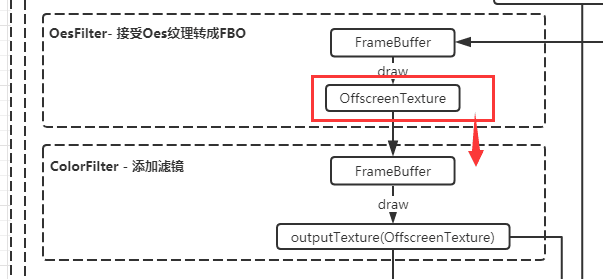 OesFilter- 接受Oes纹理转成FBO
FrameBuffer
draw
OffscreenTexture
ColorFilter - 添加滤镜
FrameBuffer
draw
outputTexture(OffscreenTexture)